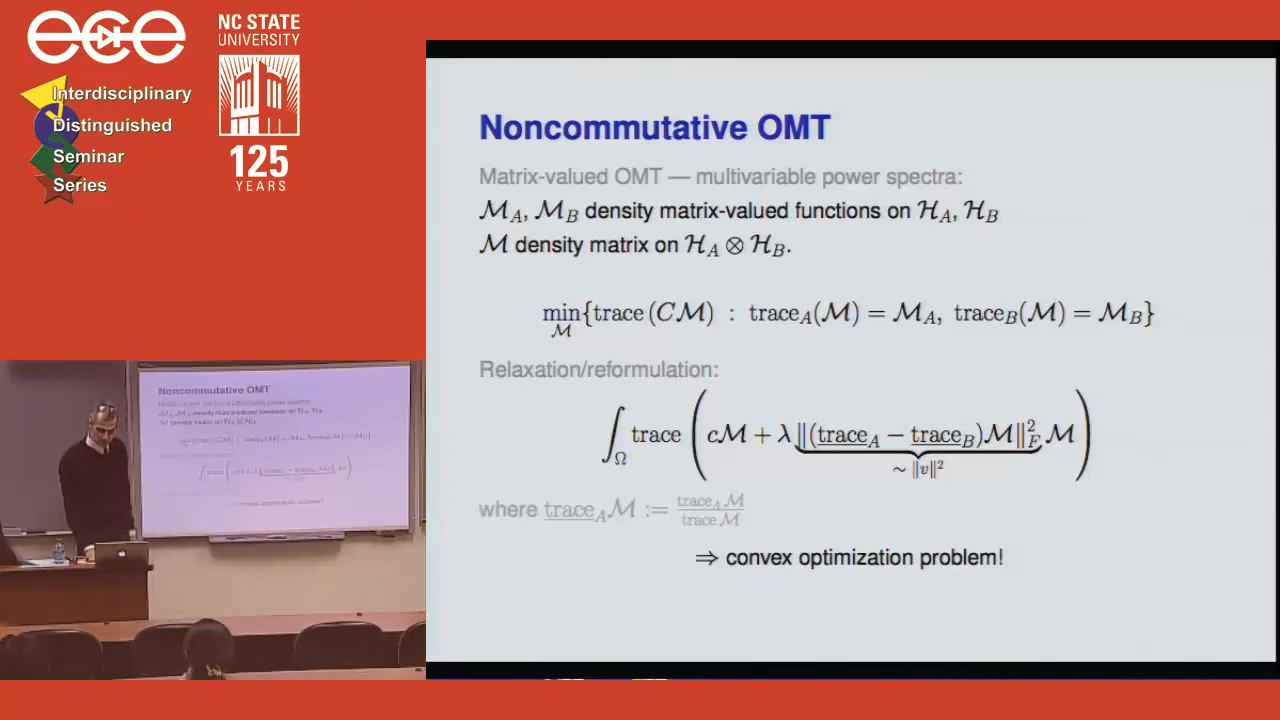 ece
NC STATE
UNIVERSITY
Interdisciplinary
Distinguished
Seminar
Series
125
YEARS
Noncommutative OMT
Matrix-valued OMT — multivariable power spectra:
ℳ_A, ℳ_B density matrix-valued functions on ℋ_A, ℋ_B
ℳ density matrix on ℋ_A ⊗ ℋ_B.
min_ℳ {trace (Cℳ) : trace_A(ℳ) = ℳ_A, trace_B(ℳ) = ℳ_B}
Relaxation/reformulation:
∫_Ω trace ( cℳ + λ ‖(trace_A − trace_B)ℳ‖²_F ℳ )
∼ ‖v‖²
where trace_A ℳ := trace_A ℳ / trace ℳ
⇒ convex optimization problem!
Noncommutative OMT